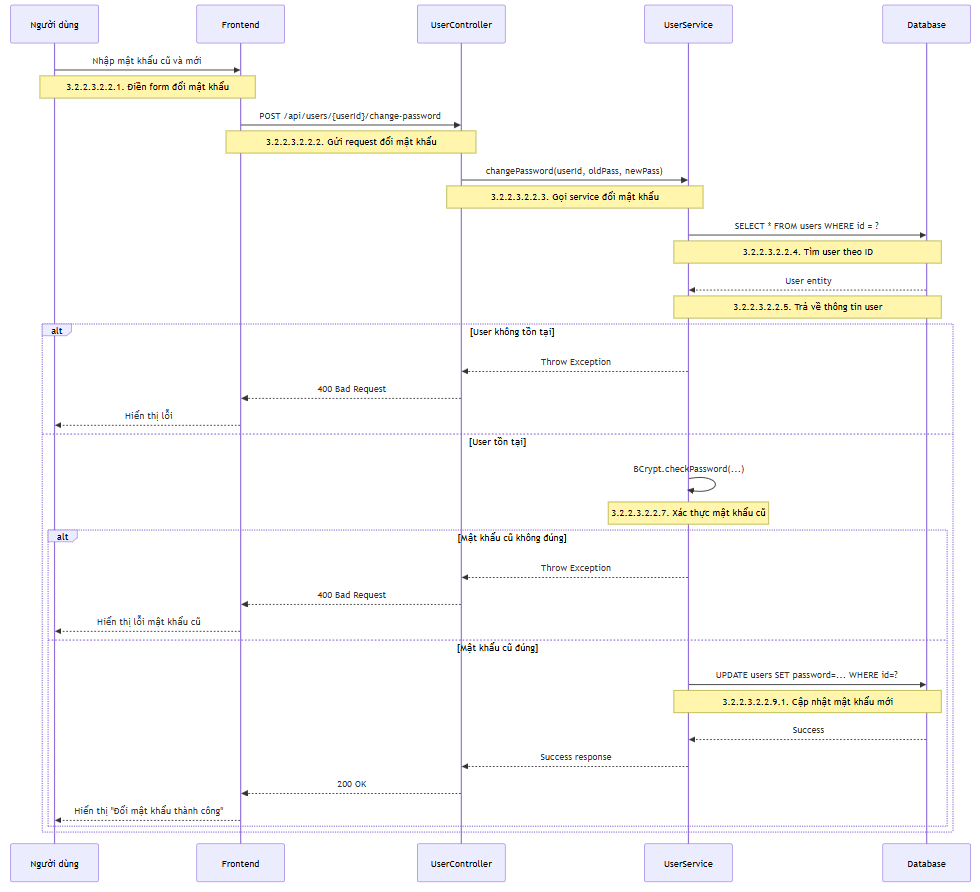 Người dùng
Frontend
UserController
UserService
Database
Nhập mật khẩu cũ và mới
3.2.2.3.2.2.1. Điền form đổi mật khẩu
POST /api/users/{userId}/change-password
3.2.2.3.2.2.2. Gửi request đổi mật khẩu
changePassword(userId, oldPass, newPass)
3.2.2.3.2.2.3. Gọi service đổi mật khẩu
SELECT * FROM users WHERE id = ?
3.2.2.3.2.2.4. Tìm user theo ID
User entity
3.2.2.3.2.2.5. Trả về thông tin user
alt
[User không tồn tại]
Throw Exception
400 Bad Request
Hiển thị lỗi
[User tồn tại]
BCrypt.checkPassword(...)
3.2.2.3.2.2.7. Xác thực mật khẩu cũ
alt
[Mật khẩu cũ không đúng]
Throw Exception
400 Bad Request
Hiển thị lỗi mật khẩu cũ
[Mật khẩu cũ đúng]
UPDATE users SET password=... WHERE id=?
3.2.2.3.2.2.9.1. Cập nhật mật khẩu mới
Success
Success response
200 OK
Hiển thị "Đổi mật khẩu thành công"
Người dùng
Frontend
UserController
UserService
Database